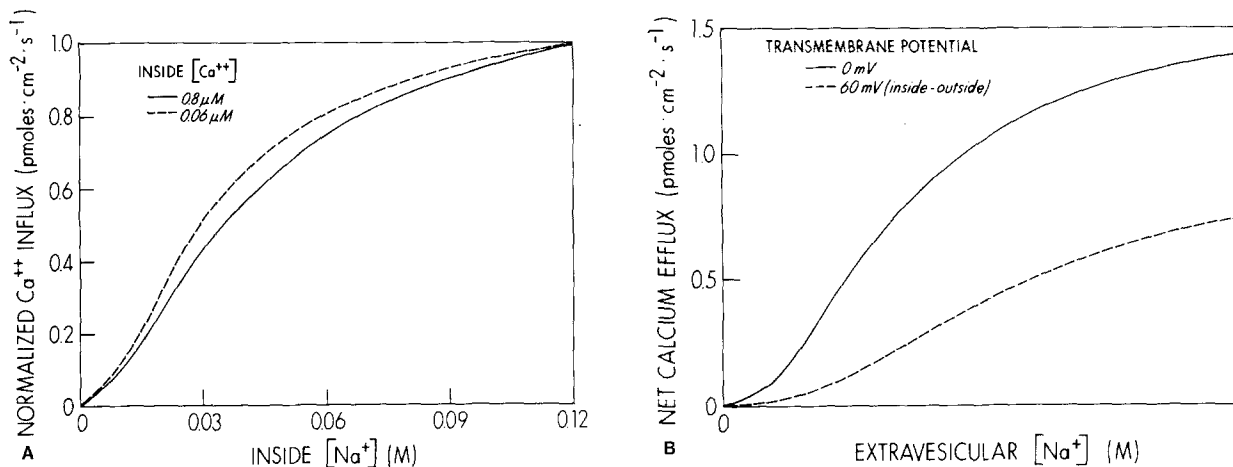 NORMALIZED Ca++ INFLUX (pmoles·cm-2·s-1)
1.0
0.8
0.6
0.4
0.2
0
INSIDE [Ca++]
0.8 μM
0.06 μM
0
0.03
0.06
0.09
0.12
A
INSIDE [Na+] (M)
NET CALCIUM EFFLUX (pmoles·cm-2·s-1)
1.5
1.0
0.5
0
TRANSMEMBRANE POTENTIAL
0 mV
60 mV (inside-outside)
0
B
EXTRAVESICULAR [Na+] (M)